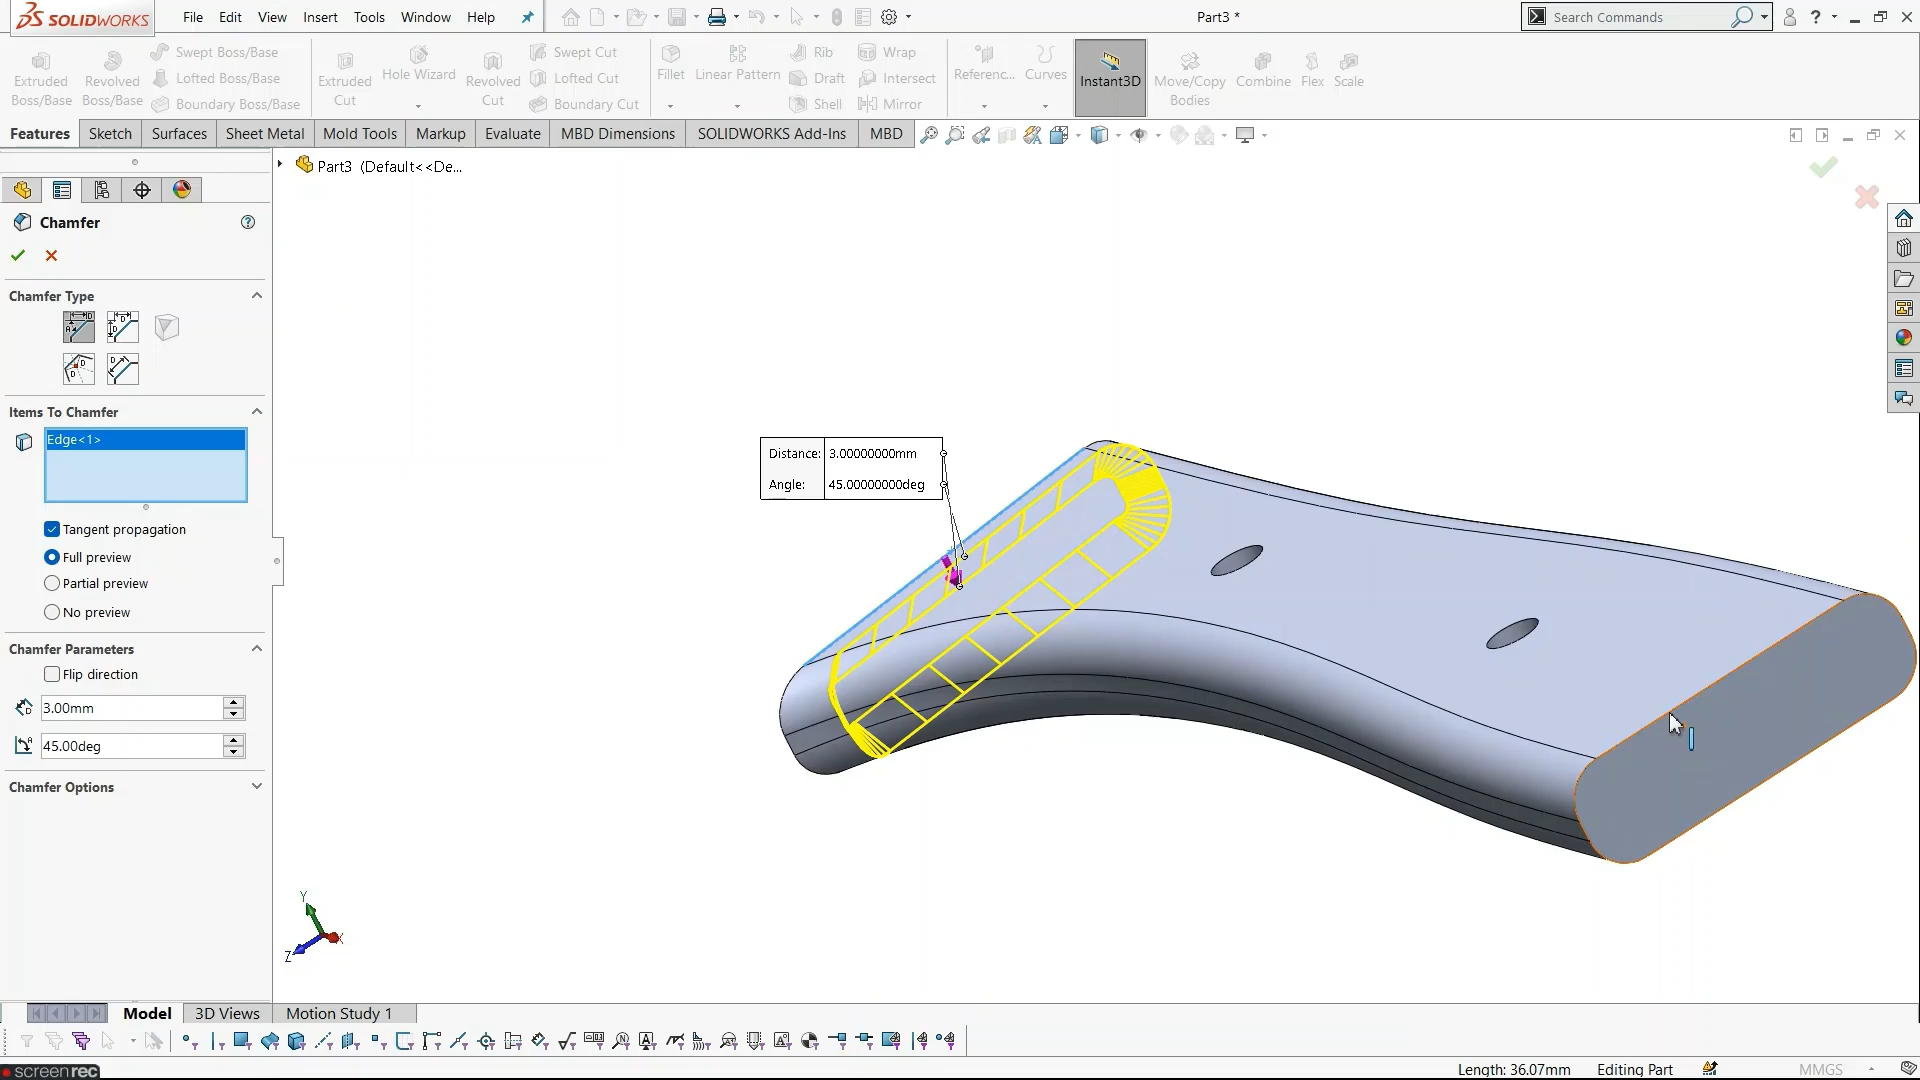 SOLIDWORKS File Edit View Insert Tools Window Help Part3 * Search Commands ?
Extruded Boss/Base
Revolved Boss/Base
Swept Boss/Base
Lofted Boss/Base
Boundary Boss/Base
Extruded Cut
Hole Wizard
Revolved Cut
Swept Cut
Lofted Cut
Boundary Cut
Fillet
Linear Pattern
Rib
Draft
Shell
Wrap
Intersect
Mirror
Referenc...
Curves
Instant3D
Move/Copy Bodies
Combine
Flex
Scale
Features Sketch Surfaces Sheet Metal Mold Tools Markup Evaluate MBD Dimensions SOLIDWORKS Add-Ins MBD
Part3 (Default<<De...
Chamfer
Chamfer Type
Items To Chamfer
Edge<1>
Tangent propagation
Full preview
Partial preview
No preview
Chamfer Parameters
Flip direction
3.00mm
45.00deg
Chamfer Options
Distance: 3.00000000mm
Angle: 45.00000000deg
Y
X
Z
Model 3D Views Motion Study 1
screenrec
Length: 36.07mm Editing Part MMGS